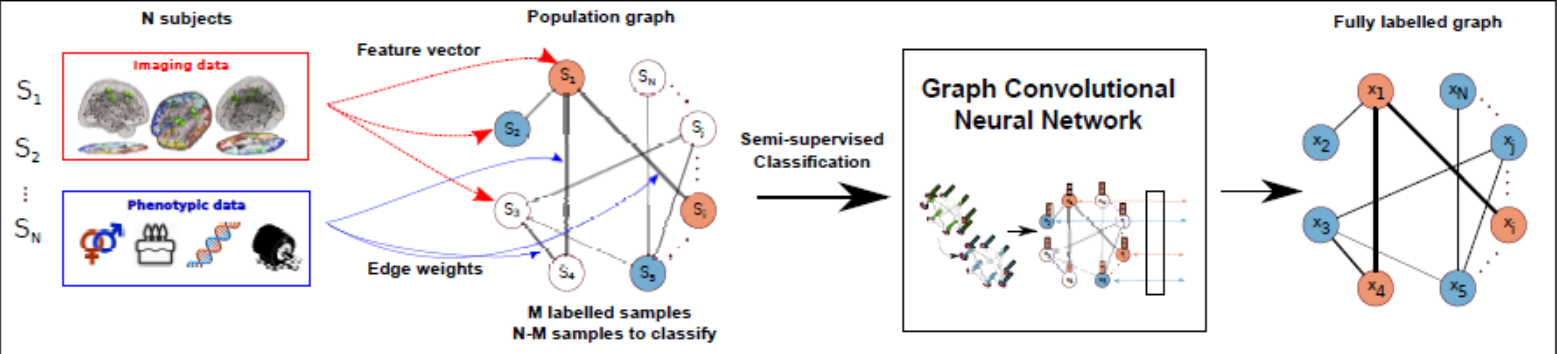 N subjects
S1
S2
SN
Imaging data
Phenotypic data
Feature vector
Edge weights
Population graph
S1
SN
S2
Sj
S3
Si
S4
S5
M labelled samples
N-M samples to classify
Semi-supervised
Classification
Graph Convolutional
Neural Network
Fully labelled graph
x1
xN
x2
xj
x3
xi
x4
x5